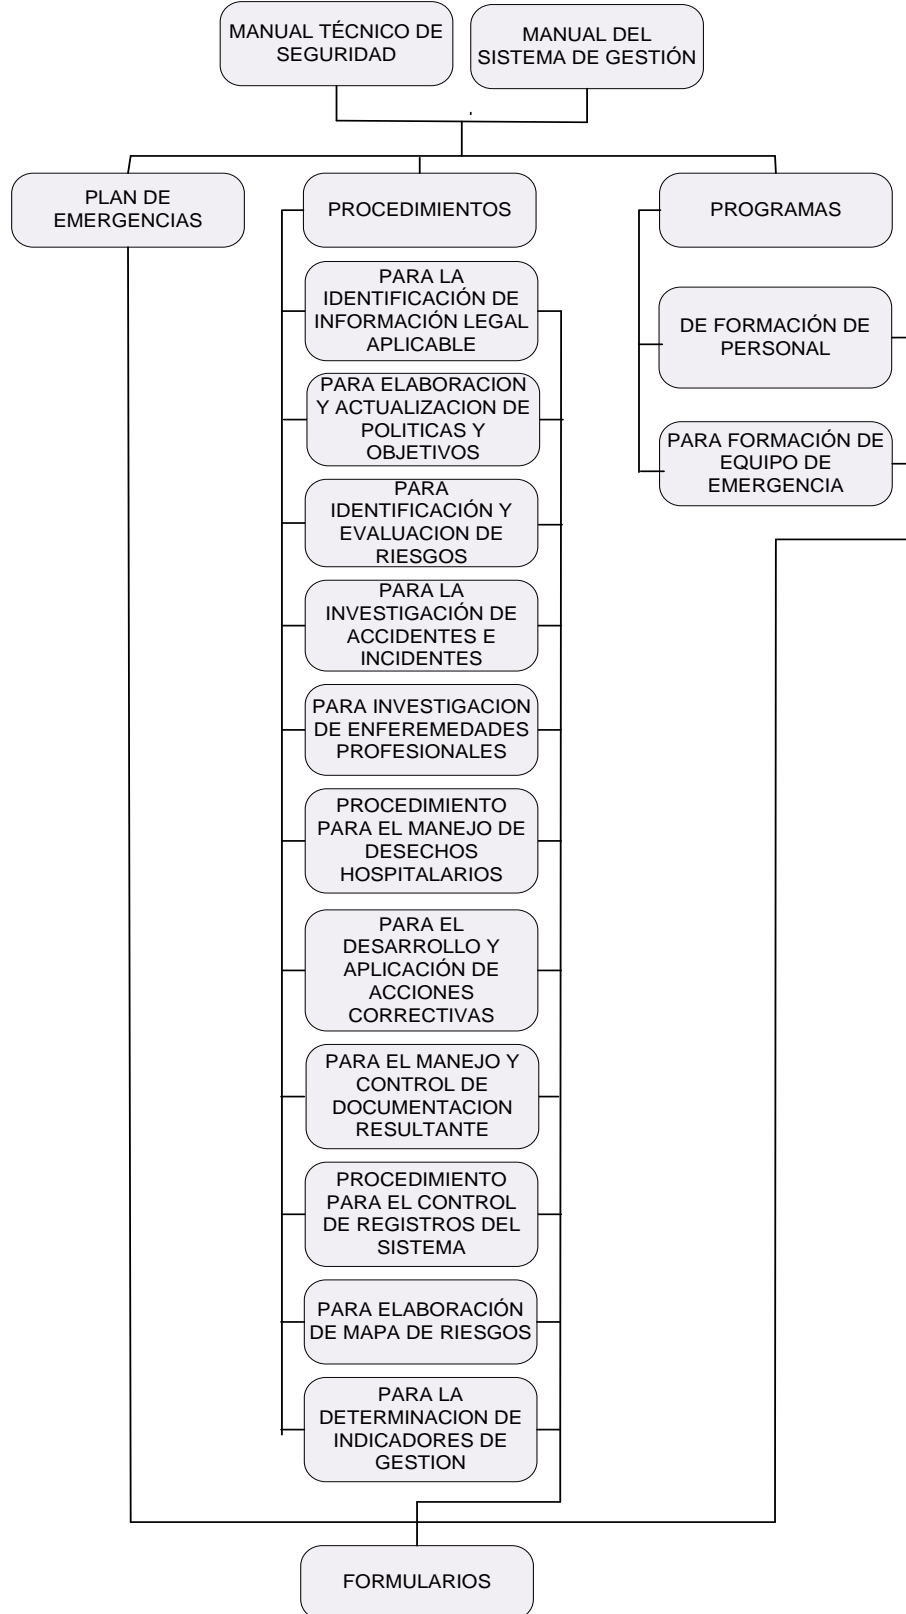 MANUAL TÉCNICO DE
SEGURIDAD
MANUAL DEL
SISTEMA DE GESTIÓN
PLAN DE
EMERGENCIAS
PROCEDIMIENTOS
PROGRAMAS
PARA LA
IDENTIFICACIÓN DE
INFORMACIÓN LEGAL
APLICABLE
DE FORMACIÓN DE
PERSONAL
PARA ELABORACION
Y ACTUALIZACION DE
POLITICAS Y
OBJETIVOS
PARA FORMACIÓN DE
EQUIPO DE
EMERGENCIA
PARA
IDENTIFICACIÓN Y
EVALUACION DE
RIESGOS
PARA LA
INVESTIGACIÓN DE
ACCIDENTES E
INCIDENTES
PARA INVESTIGACION
DE ENFEREMEDADES
PROFESIONALES
PROCEDIMIENTO
PARA EL MANEJO DE
DESECHOS
HOSPITALARIOS
PARA EL
DESARROLLO Y
APLICACIÓN DE
ACCIONES
CORRECTIVAS
PARA EL MANEJO Y
CONTROL DE
DOCUMENTACION
RESULTANTE
PROCEDIMIENTO
PARA EL CONTROL
DE REGISTROS DEL
SISTEMA
PARA ELABORACIÓN
DE MAPA DE RIESGOS
PARA LA
DETERMINACION DE
INDICADORES DE
GESTION
FORMULARIOS